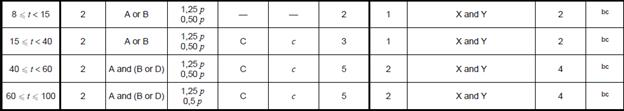 8 ⩽ t < 15 2 A or B 1,25 p 0,50 p — — 2 1 X and Y 2 bc
15 ⩽ t < 40 2 A or B 1,25 p 0,50 p C c 3 1 X and Y 2 bc
40 ⩽ t < 60 2 A and (B or D) 1,25 p 0,50 p C c 5 2 X and Y 4 bc
60 ⩽ t ⩽ 100 2 A and (B or D) 1,25 p 0,5 p C c 5 2 X and Y 4 bc